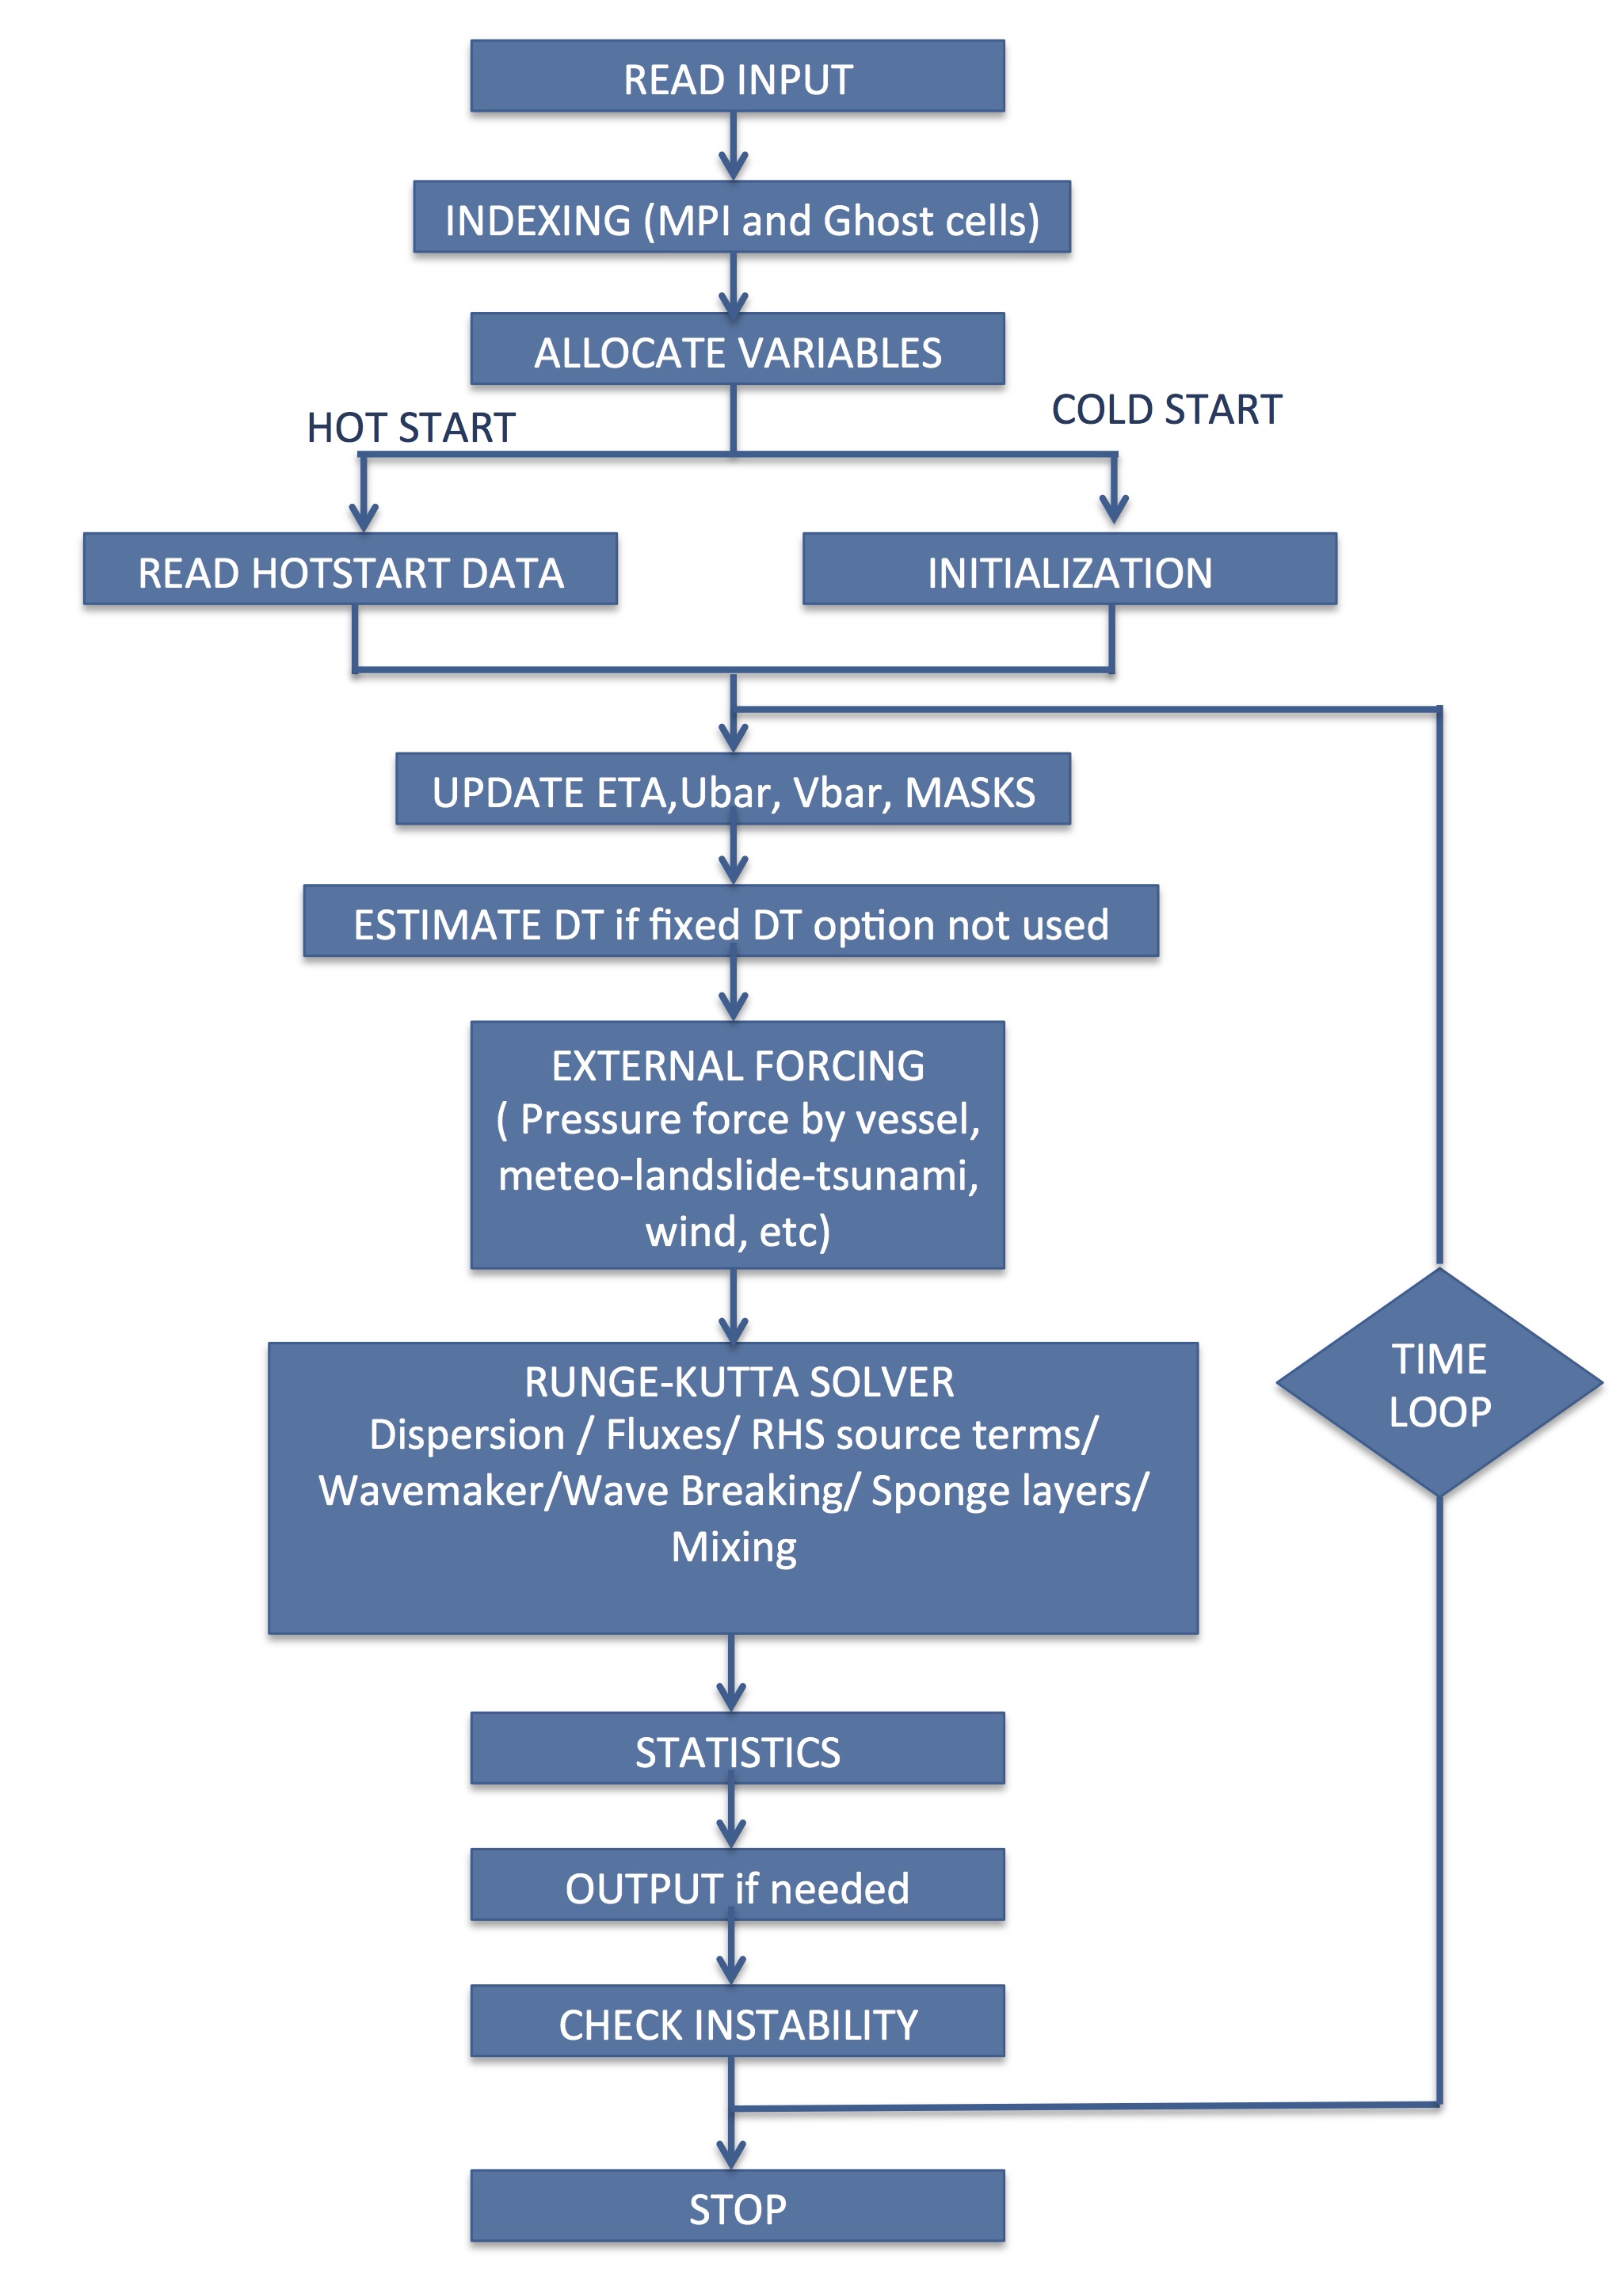 READ INPUT
INDEXING (MPI and Ghost cells)
ALLOCATE VARIABLES
HOT START
COLD START
READ HOTSTART DATA
INITIALIZATION
UPDATE ETA,Ubar, Vbar, MASKS
ESTIMATE DT if fixed DT option not used
EXTERNAL FORCING
( Pressure force by vessel,
meteo-landslide-tsunami,
wind, etc)
RUNGE-KUTTA SOLVER
Dispersion / Fluxes/ RHS source terms/
Wavemaker/Wave Breaking/ Sponge layers/
Mixing
TIME
LOOP
STATISTICS
OUTPUT if needed
CHECK INSTABILITY
STOP